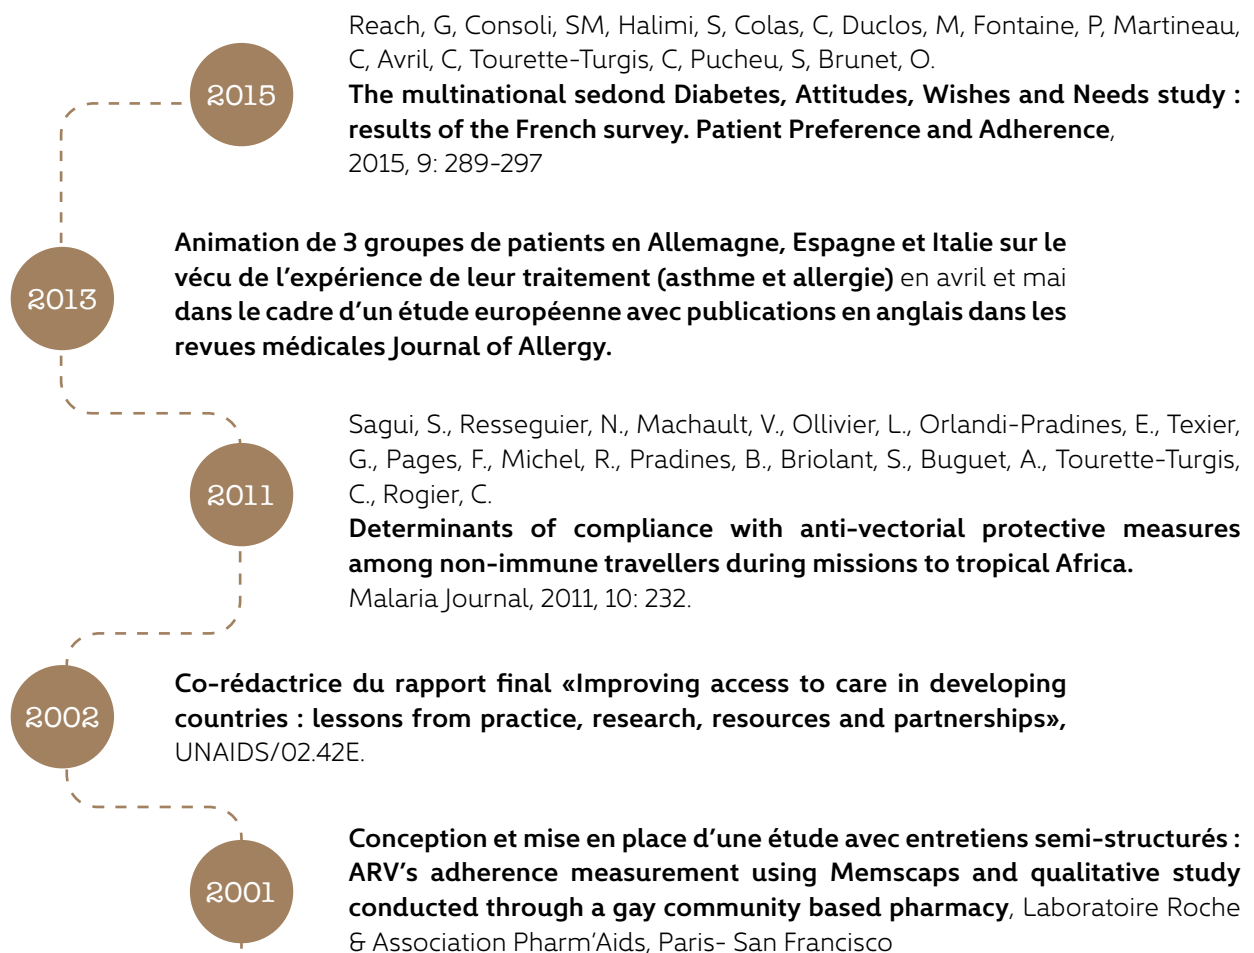 2015
Reach, G, Consoli, SM, Halimi, S, Colas, C, Duclos, M, Fontaine, P, Martineau,
C, Avril, C, Tourette-Turgis, C, Pucheu, S, Brunet, O.
The multinational sedond Diabetes, Attitudes, Wishes and Needs study :
results of the French survey. Patient Preference and Adherence,
2015, 9: 289-297
2013
Animation de 3 groupes de patients en Allemagne, Espagne et Italie sur le
vécu de l’expérience de leur traitement (asthme et allergie) en avril et mai
dans le cadre d’un étude européenne avec publications en anglais dans les
revues médicales Journal of Allergy.
2011
Sagui, S., Resseguier, N., Machault, V., Ollivier, L., Orlandi-Pradines, E., Texier,
G., Pages, F., Michel, R., Pradines, B., Briolant, S., Buguet, A., Tourette-Turgis,
C., Rogier, C.
Determinants of compliance with anti-vectorial protective measures
among non-immune travellers during missions to tropical Africa.
Malaria Journal, 2011, 10: 232.
2002
Co-rédactrice du rapport final «Improving access to care in developing
countries : lessons from practice, research, resources and partnerships»,
UNAIDS/02.42E.
2001
Conception et mise en place d’une étude avec entretiens semi-structurés :
ARV’s adherence measurement using Memscaps and qualitative study
conducted through a gay community based pharmacy, Laboratoire Roche
& Association Pharm’Aids, Paris- San Francisco